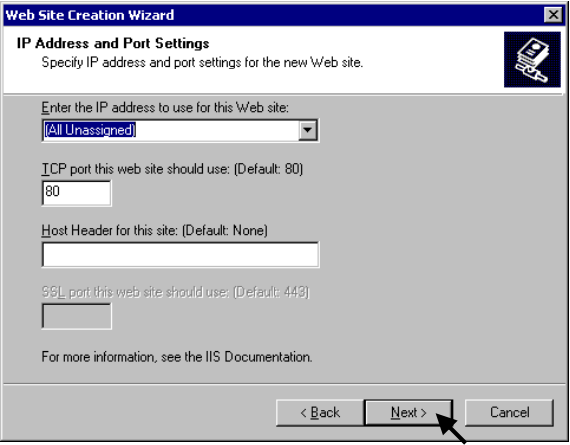 Web Site Creation Wizard
IP Address and Port Settings
Specify IP address and port settings for the new Web site.
Enter the IP address to use for this Web site:
(All Unassigned)
TCP port this web site should use: (Default: 80)
80
Host Header for this site: (Default: None)
SSL port this web site should use: (Default: 443)
For more information, see the IIS Documentation.
< Back Next > Cancel